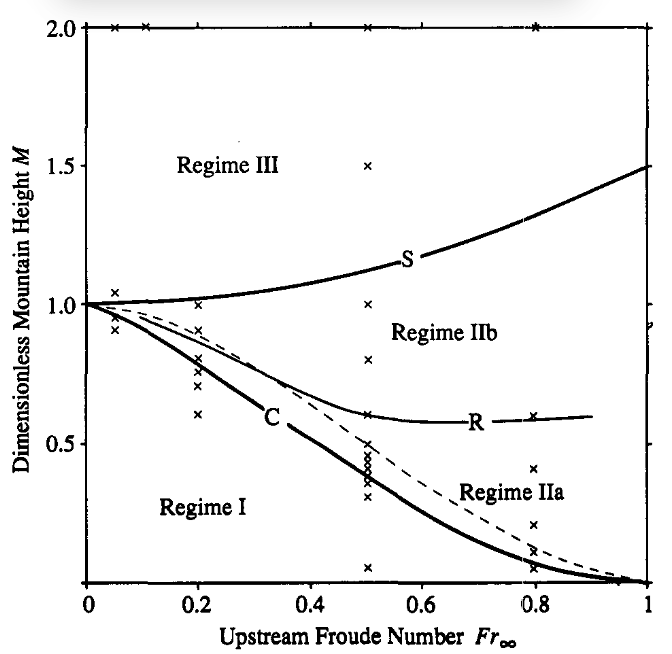 2.0
Regime III
1.5
S
1.0
Regime IIb
C
R
0.5
Regime IIa
Regime I
0
0.2
0.4
0.6
0.8
1
Dimensionless Mountain Height M
Upstream Froude Number Fr∞